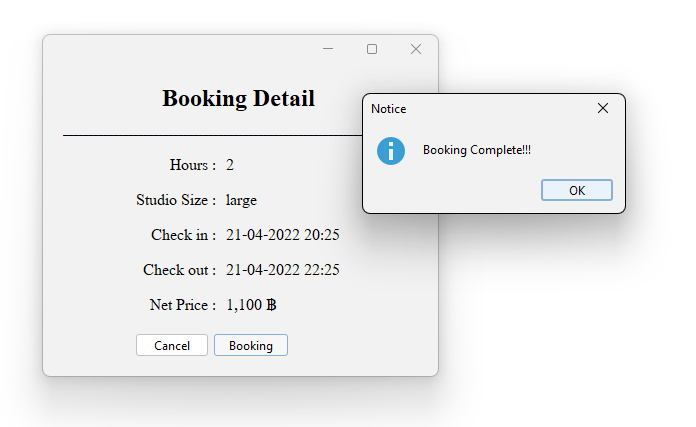 Booking Detail
Hours : 2
Studio Size : large
Check in : 21-04-2022 20:25
Check out : 21-04-2022 22:25
Net Price : 1,100 ฿
Cancel Booking
Notice
Booking Complete!!!
OK